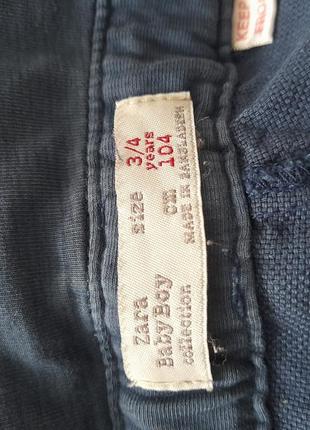 Zara
BabyBoy
collection
size 3/4
years
cm 104
MADE IN BANGLADESH
KEEP